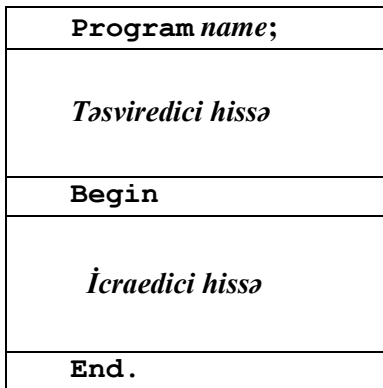 Program name;
Təsviredici hissə
Begin
İcraedici hissə
End.